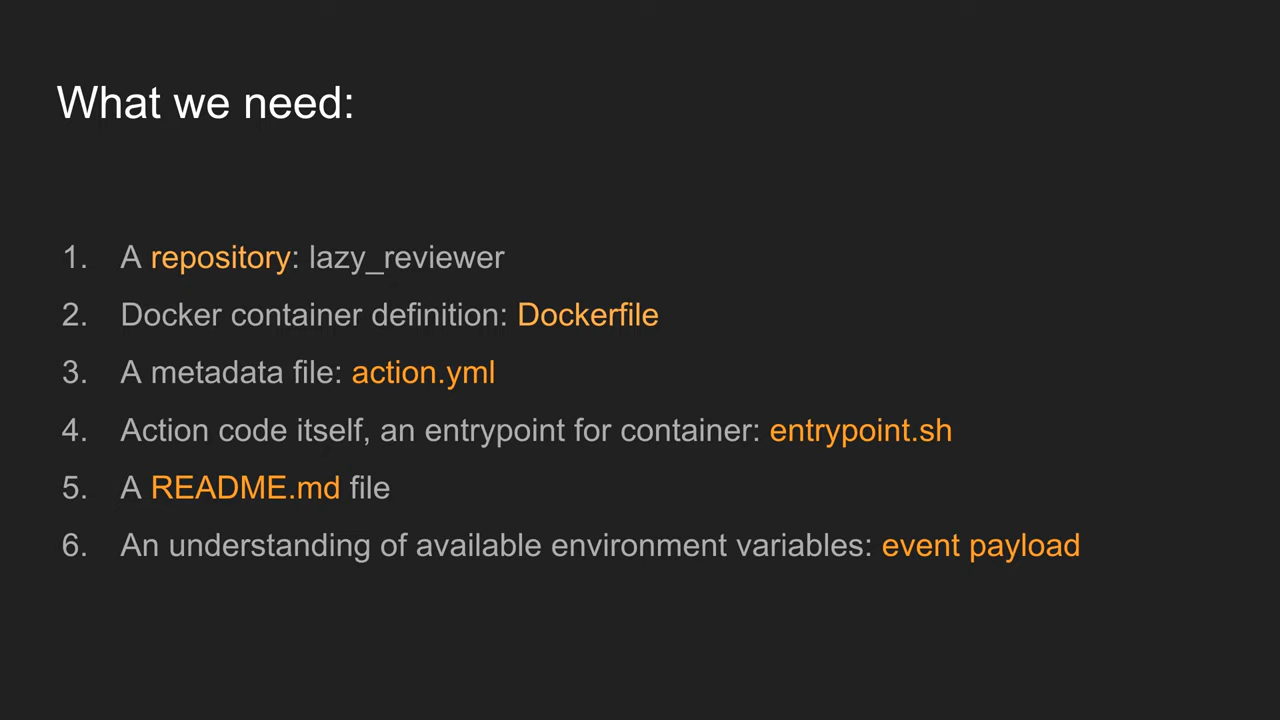 What we need:
1. A repository: lazy_reviewer
2. Docker container definition: Dockerfile
3. A metadata file: action.yml
4. Action code itself, an entrypoint for container: entrypoint.sh
5. A README.md file
6. An understanding of available environment variables: event payload